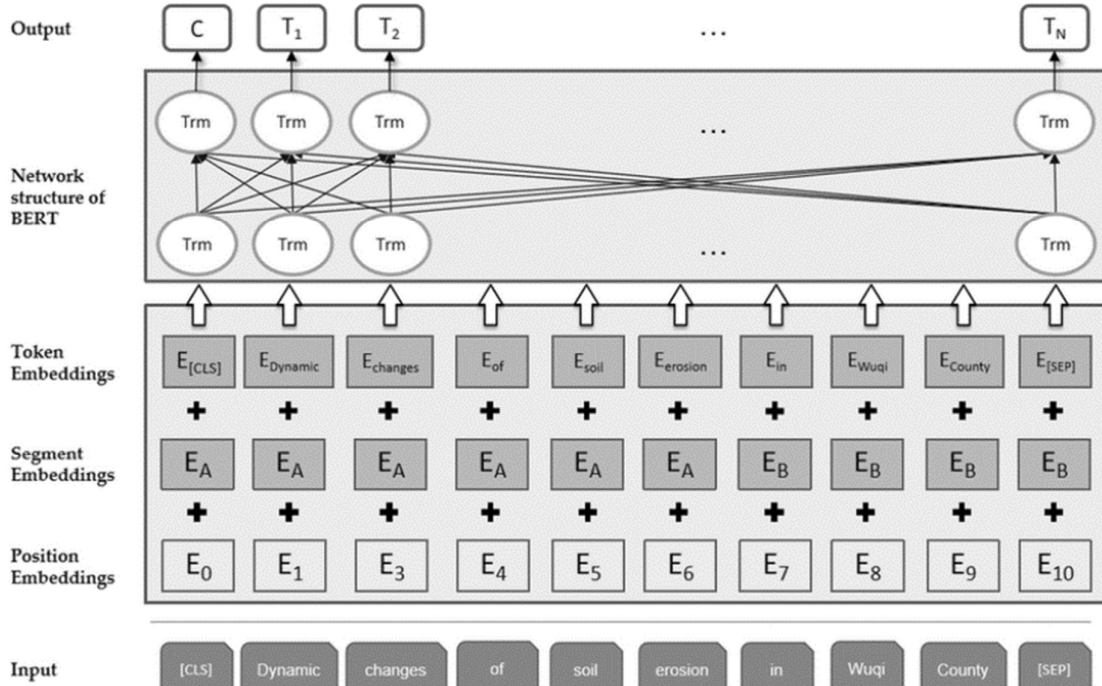 Output C T1 T2 ... TN
Trm Trm Trm ... Trm
Network
structure of
BERT
Trm Trm Trm ... Trm
Token
Embeddings
E[CLS] EDynamic Echanges Eof Esoil Eerosion Ein EWuqi ECounty E[SEP]
+ + + + + + + + + +
Segment
Embeddings
EA EA EA EA EA EA EB EB EB EB
+ + + + + + + + + +
Position
Embeddings
E0 E1 E3 E4 E5 E6 E7 E8 E9 E10
Input [CLS] Dynamic changes of soil erosion in Wuqi County [SEP]